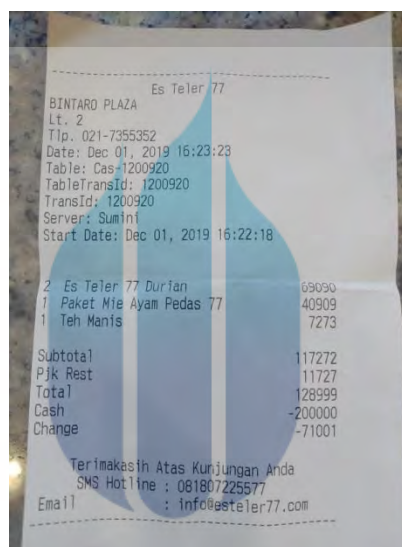 Es Teler 77
BINTARO PLAZA
Lt. 2
Tlp. 021-7355352
Date: Dec 01, 2019 16:23:23
Table: Cas-1200920
TableTransId: 1200920
TransId: 1200920
Server: Sumini
Start Date: Dec 01, 2019 16:22:18
2 Es Teler 77 Durian 69090
1 Paket Mie Ayam Pedas 77 40909
1 Teh Manis 7273
Subtotal 117272
Pjk Rest 11727
Total 128999
Cash -200000
Change -71001
Terimakasih Atas Kunjungan Anda
SMS Hotline : 081807225577
Email : info@esteler77.com